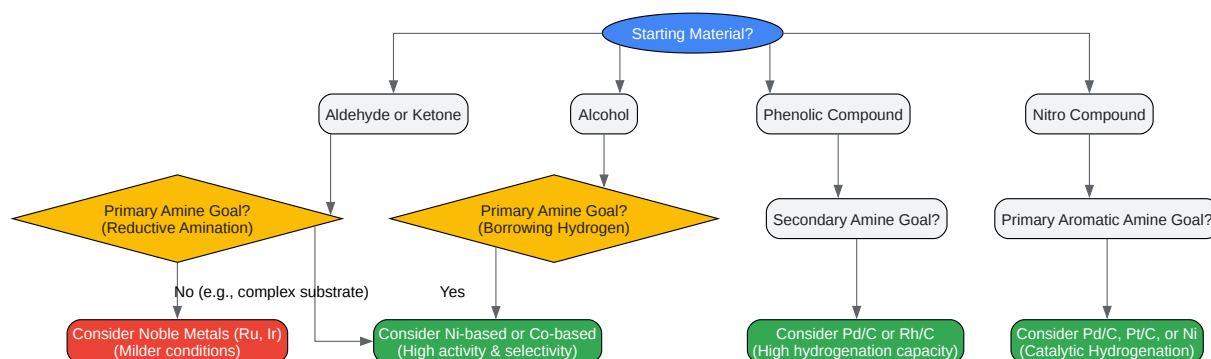 Starting Material?
Aldehyde or Ketone
Alcohol
Phenolic Compound
Nitro Compound
Primary Amine Goal?
(Reductive Amination)
Primary Amine Goal?
(Borrowing Hydrogen)
Secondary Amine Goal?
Primary Aromatic Amine Goal?
No (e.g., complex substrate)
Yes
Consider Noble Metals (Ru, Ir)
(Milder conditions)
Consider Ni-based or Co-based
(High activity & selectivity)
Consider Pd/C or Rh/C
(High hydrogenation capacity)
Consider Pd/C, Pt/C, or Ni
(Catalytic Hydrogenation)